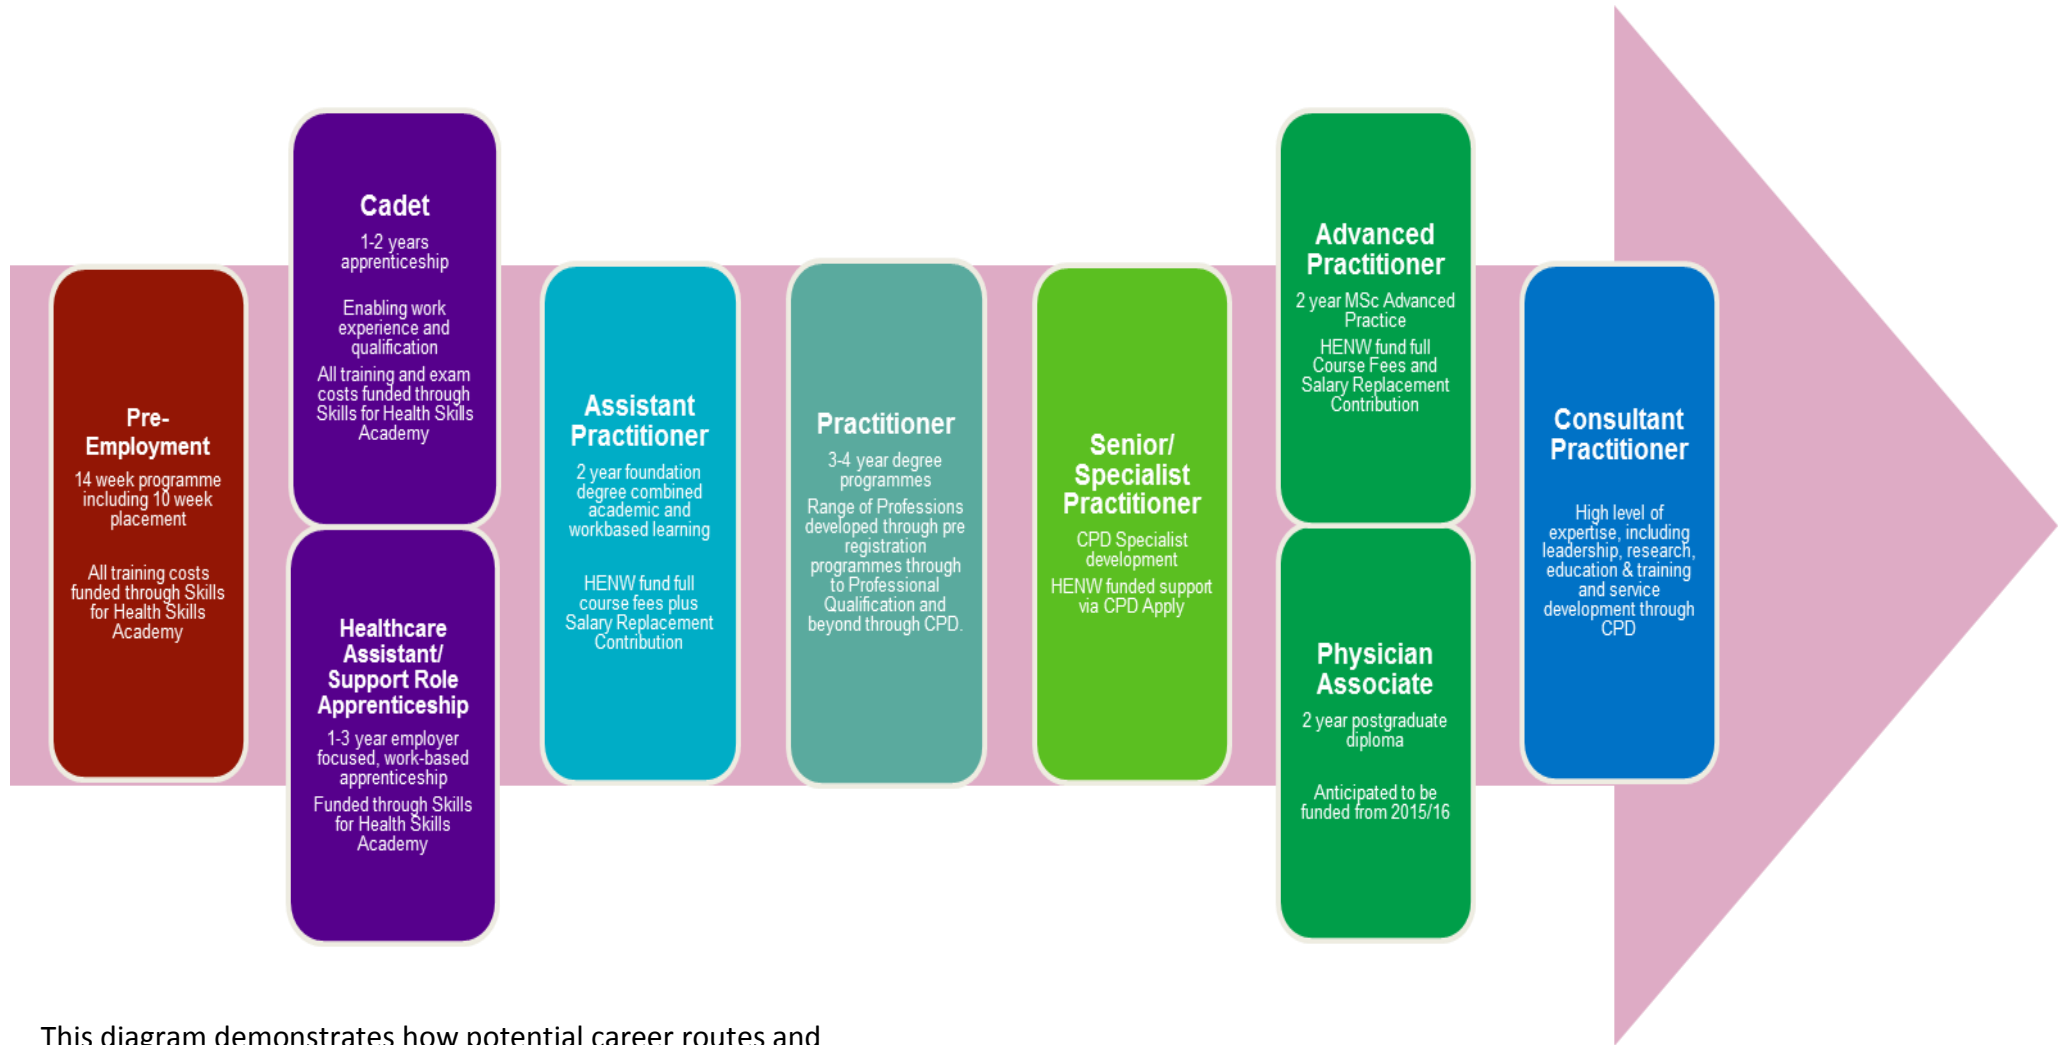 Pre-
Employment
14 week programme
including 10 week
placement
All training costs
funded through Skills
for Health Skills
Academy
Cadet
1-2 years
apprenticeship
Enabling work
experience and
qualification
All training and exam
costs funded through
Skills for Health Skills
Academy
Healthcare
Assistant/
Support Role
Apprenticeship
1-3 year employer
focused, work-based
apprenticeship
Funded through Skills
for Health Skills
Academy
Assistant
Practitioner
2 year foundation
degree combined
academic and
workbased learning
HENW fund full
course fees plus
Salary Replacement
Contribution
Practitioner
3-4 year degree
programmes
Range of Professions
developed through pre
registration
programmes through
to Professional
Qualification and
beyond through CPD.
Senior/
Specialist
Practitioner
CPD Specialist
development
HENW funded support
via CPD Apply
Advanced
Practitioner
2 year MSc Advanced
Practice
HENW fund full
Course Fees and
Salary Replacement
Contribution
Physician
Associate
2 year postgraduate
diploma
Anticipated to be
funded from 2015/16
Consultant
Practitioner
High level of
expertise, including
leadership, research,
education & training
and service
development through
CPD
This diagram demonstrates how potential career routes and